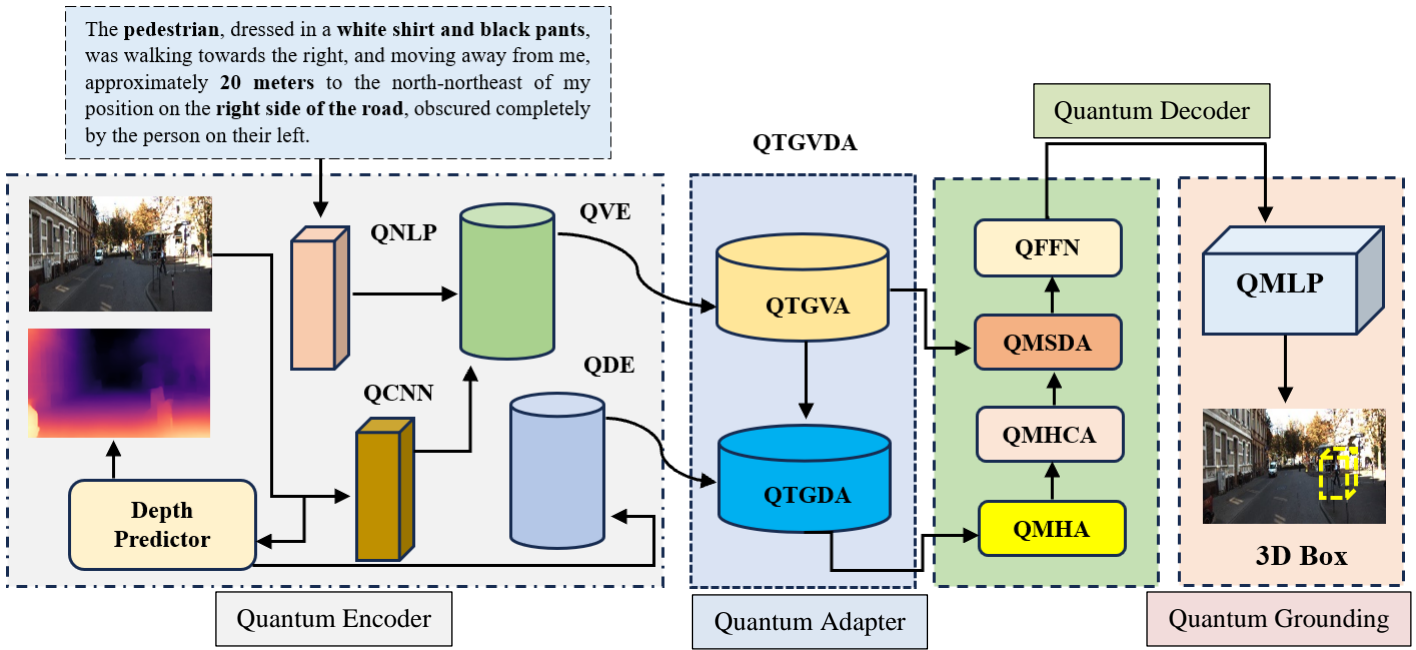 The pedestrian, dressed in a white shirt and black pants,
was walking towards the right, and moving away from me,
approximately 20 meters to the north-northeast of my
position on the right side of the road, obscured completely
by the person on their left.
QNLP
QVE
QCNN
QDE
Depth
Predictor
Quantum Encoder
QTGVDA
QTGVA
QTGDA
Quantum Adapter
Quantum Decoder
QFFN
QMSDA
QMHCA
QMHA
QMLP
3D Box
Quantum Grounding